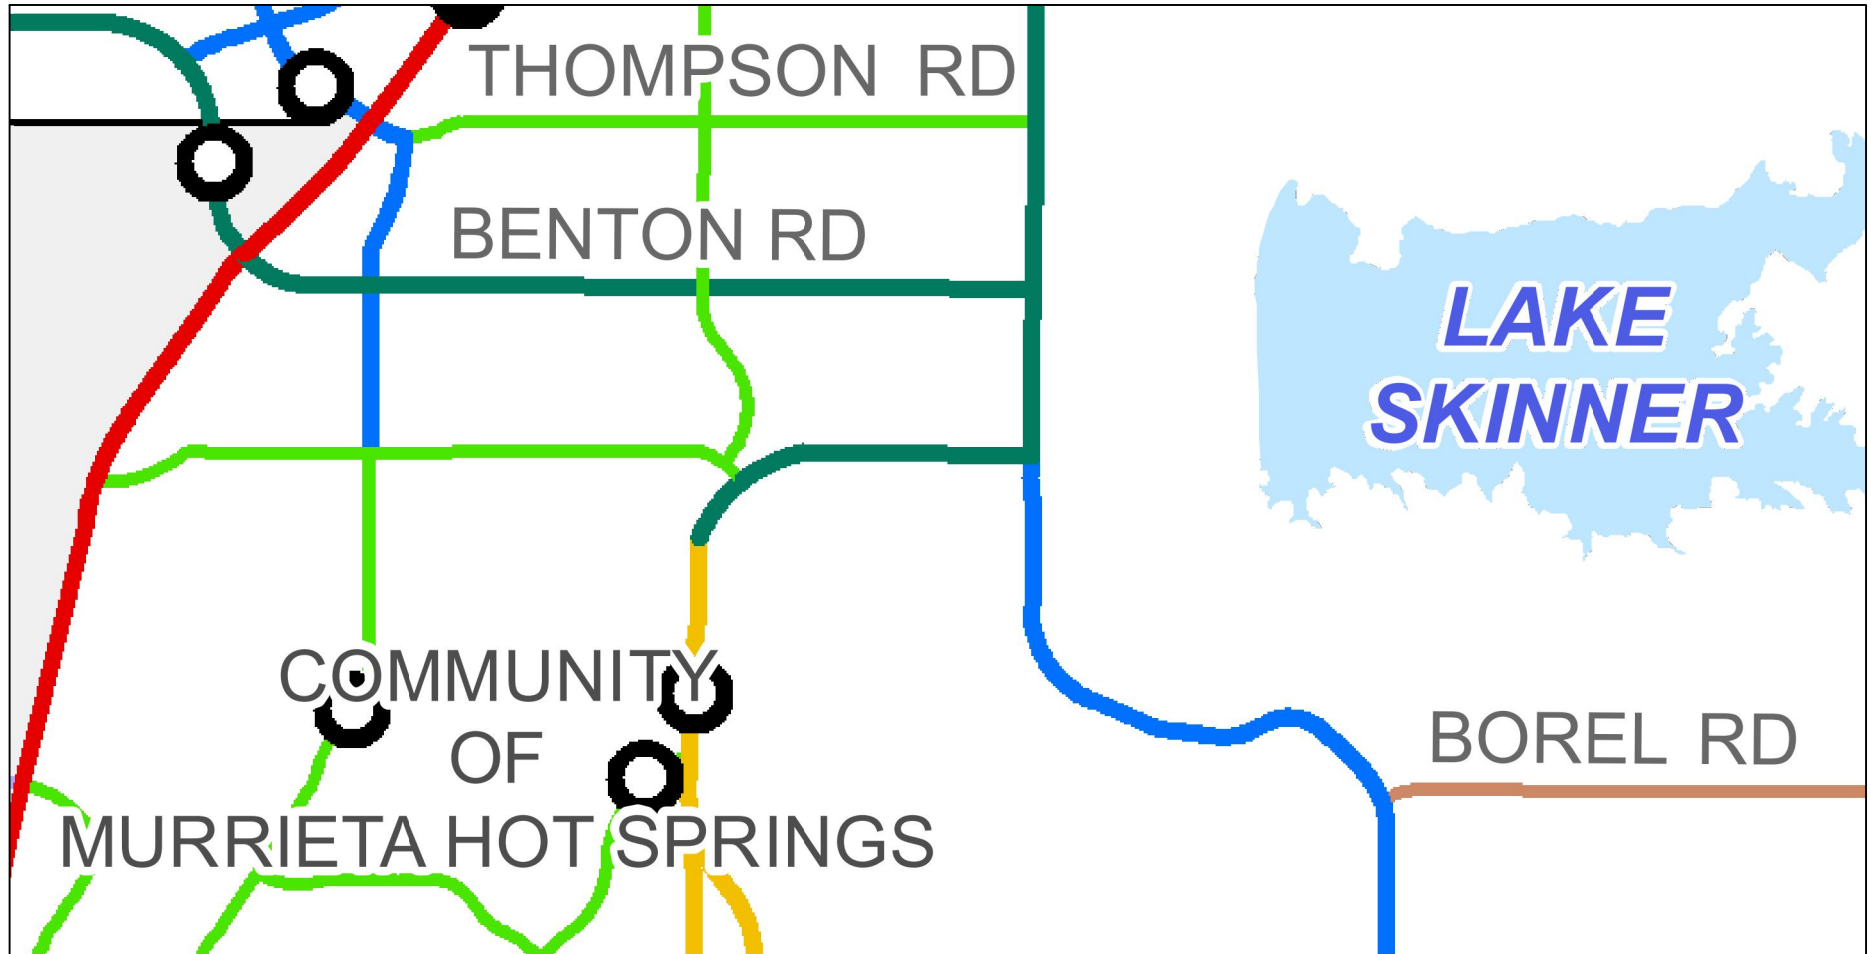 THOMPSON RD
BENTON RD
LAKE
SKINNER
COMMUNITY
OF
MURRIETA HOT SPRINGS
BOREL RD